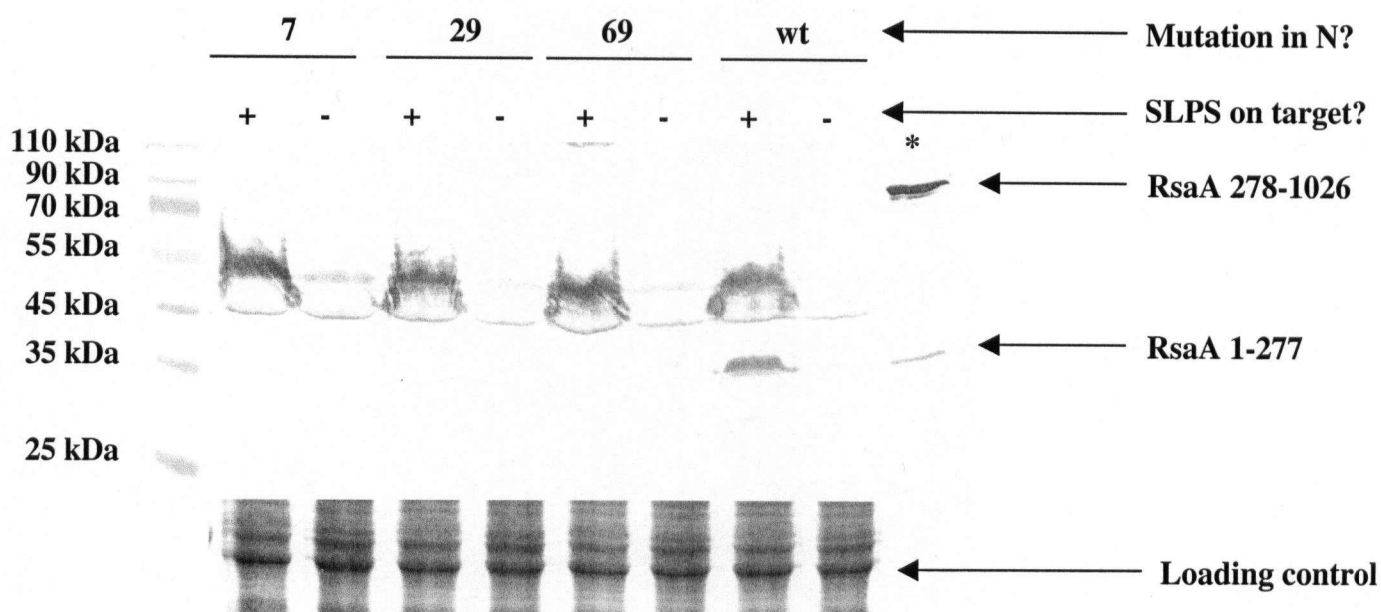 7 29 69 wt Mutation in N?
+ - + - + - + - SLPS on target?
110 kDa *
90 kDa RsaA 278-1026
70 kDa
55 kDa
45 kDa
35 kDa RsaA 1-277
25 kDa
Loading control